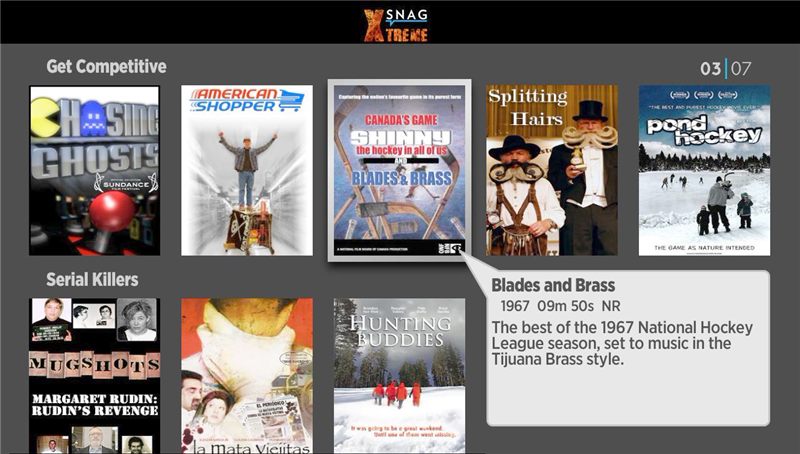 SNAG
XTREME
Get Competitive
03|07
CHASING
GHOSTS
SUNDANCE
FILM FESTIVAL
AMERICAN
SHOPPER
Capturing the nation's favourite game in its purest form
CANADA'S GAME
SHINNY
the hockey in all of us
AND
BLADES & BRASS
A NATIONAL FILM BOARD OF CANADA PRODUCTION
Splitting
Hairs
"THE BEST AND PUREST HOCKEY MOVIE EVER"
pond
hockey
THE GAME AS NATURE INTENDED
Serial Killers
MUGSHOTS
MARGARET RUDIN:
RUDIN'S REVENGE
EL PERIÓDICO
la Mata Viejitas
HUNTING
BUDDIES
It was going to be a great weekend.
Until one of them went missing.
Blades and Brass
1967 09m 50s NR
The best of the 1967 National Hockey
League season, set to music in the
Tijuana Brass style.